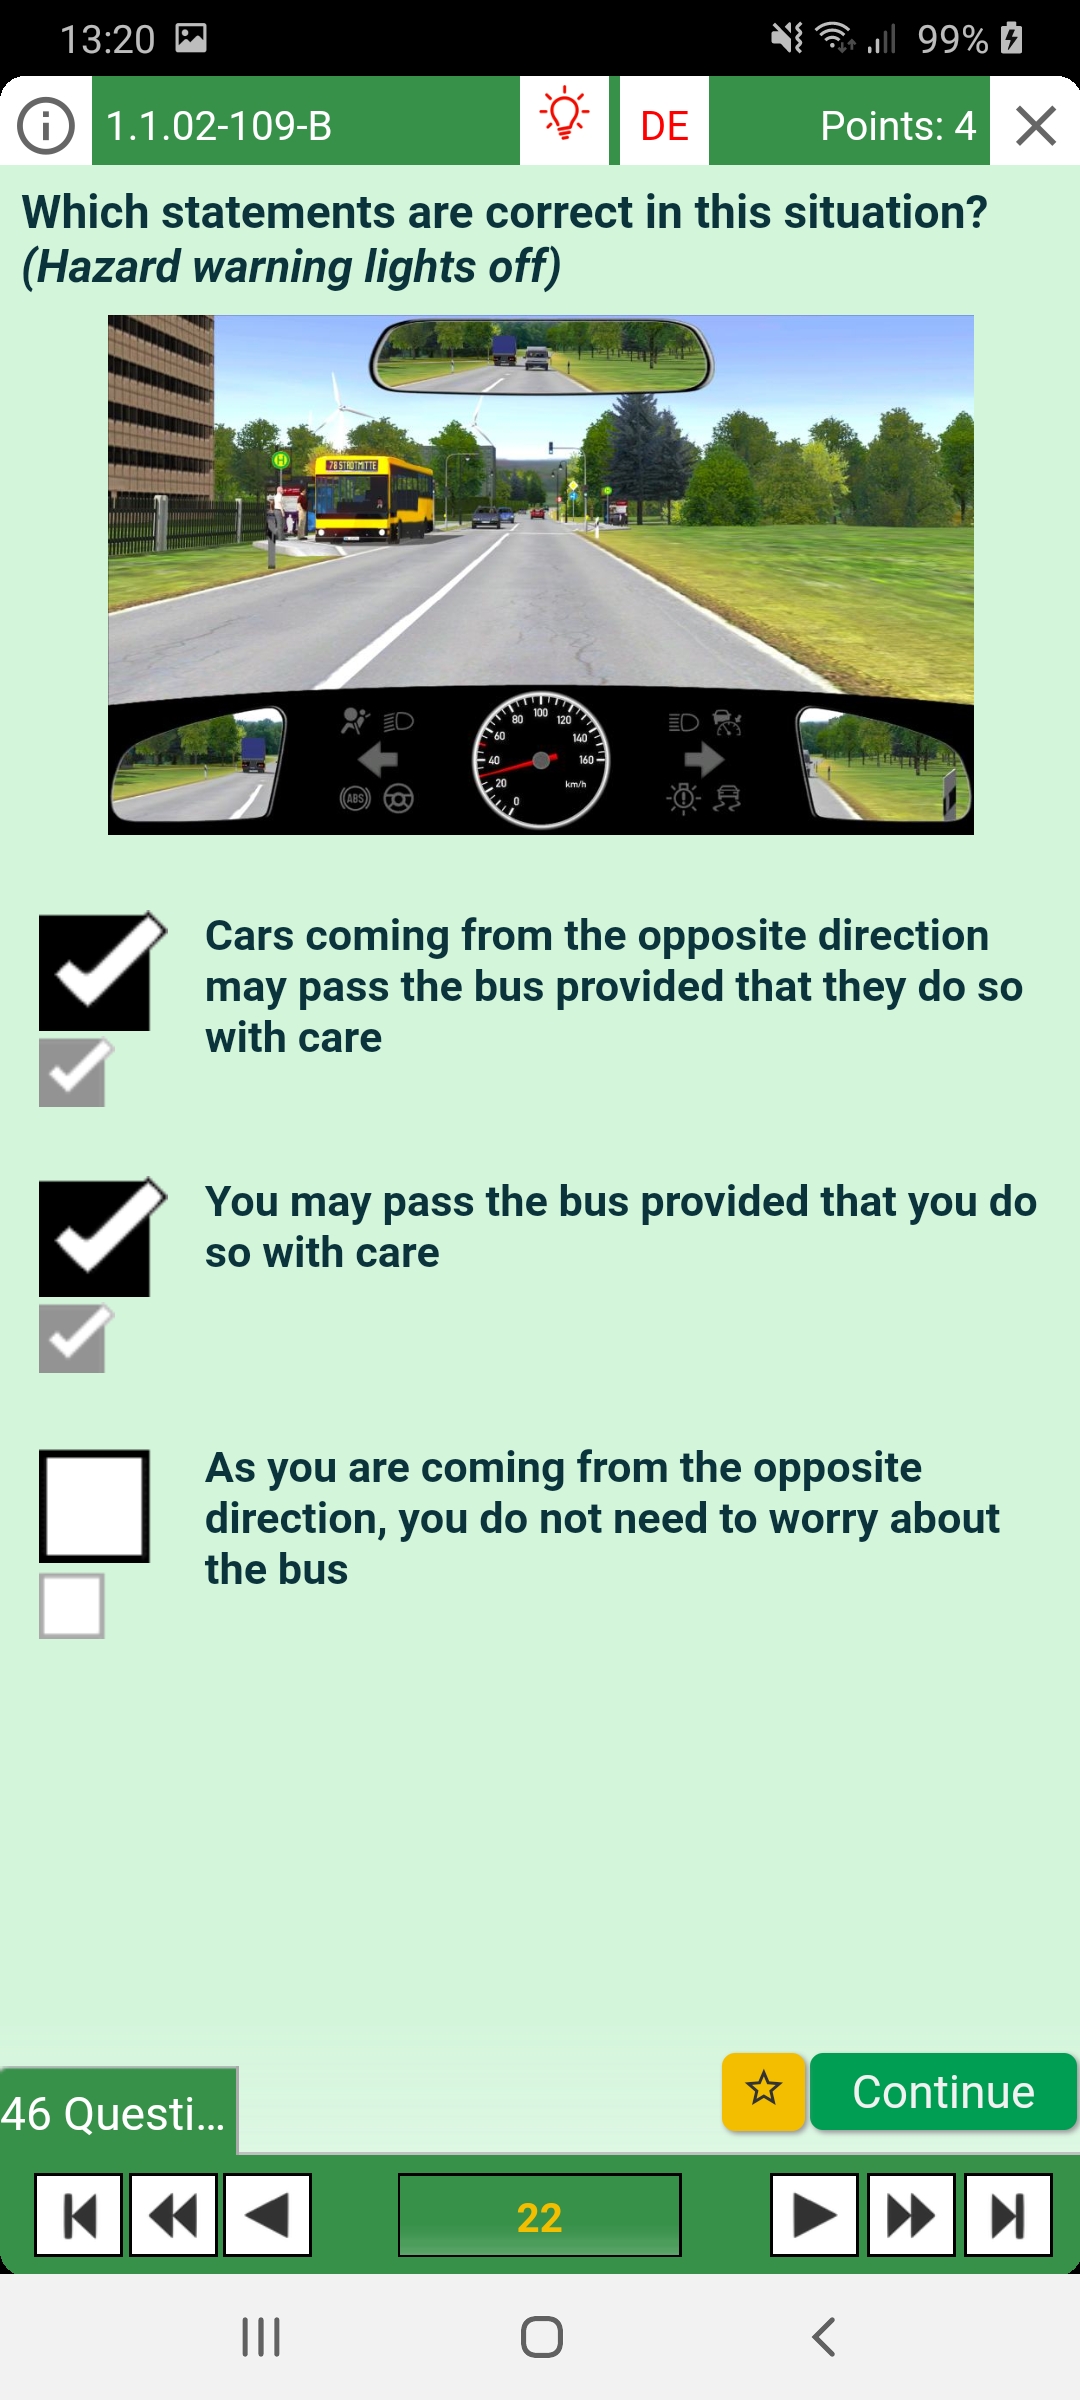 13:20 99%
1.1.02-109-B DE Points: 4
Which statements are correct in this situation?
(Hazard warning lights off)
H
78 STADTMITTE
80 100 120
60 140
40 160
20 km/h
0
ABS
Cars coming from the opposite direction
may pass the bus provided that they do so
with care
You may pass the bus provided that you do
so with care
As you are coming from the opposite
direction, you do not need to worry about
the bus
Continue
46 Questi...
22